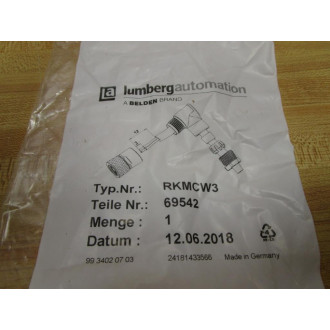 lumbergautomation
A BELDEN BRAND
Typ.Nr.: RKMCW3
Teile Nr.: 69542
Menge : 1
Datum : 12.06.2018
99 3402 07 03 24181433566 Made in Germany